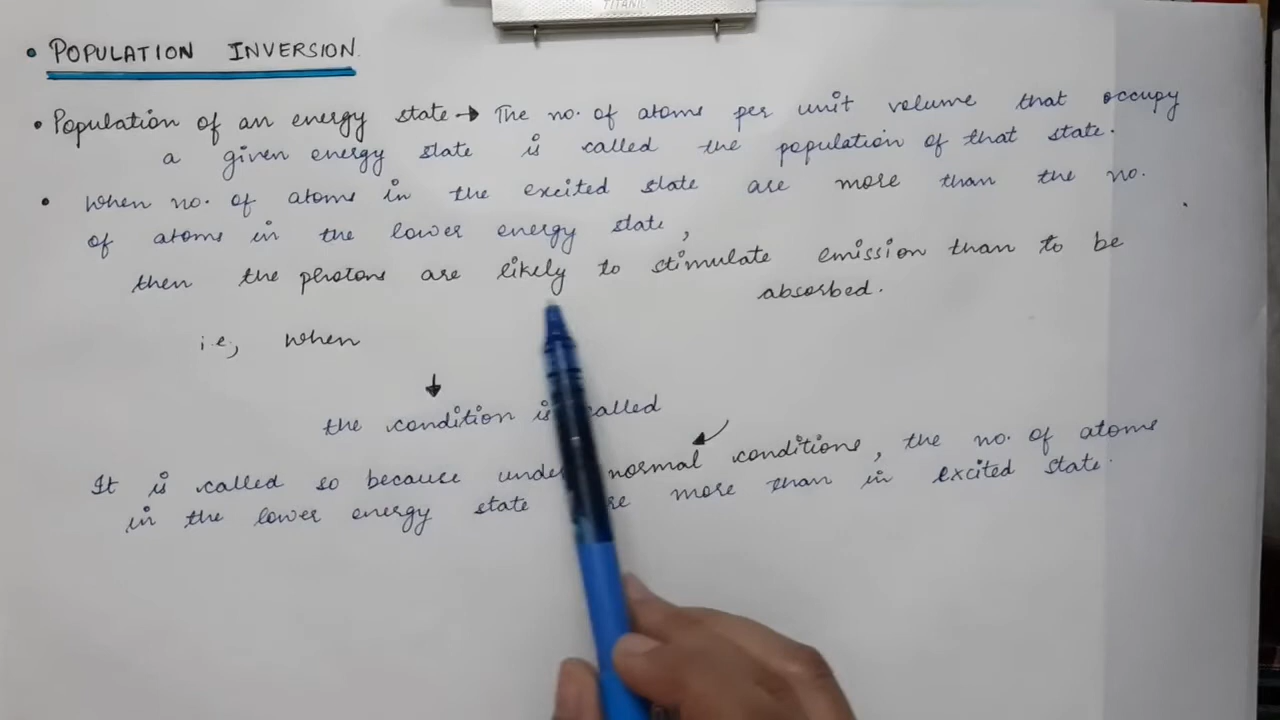 TITANIC
• POPULATION INVERSION.
• Population of an energy state → The no. of atoms per unit volume that occupy
a given energy state is called the population of that state.
• When no. of atoms in the excited state are more than the no.
of atoms in the lower energy state,
then the photons are likely to stimulate emission than to be
absorbed.
i.e, when
the condition is called
It is called so because under normal conditions, the no. of atoms
in the lower energy state are more than in excited state.